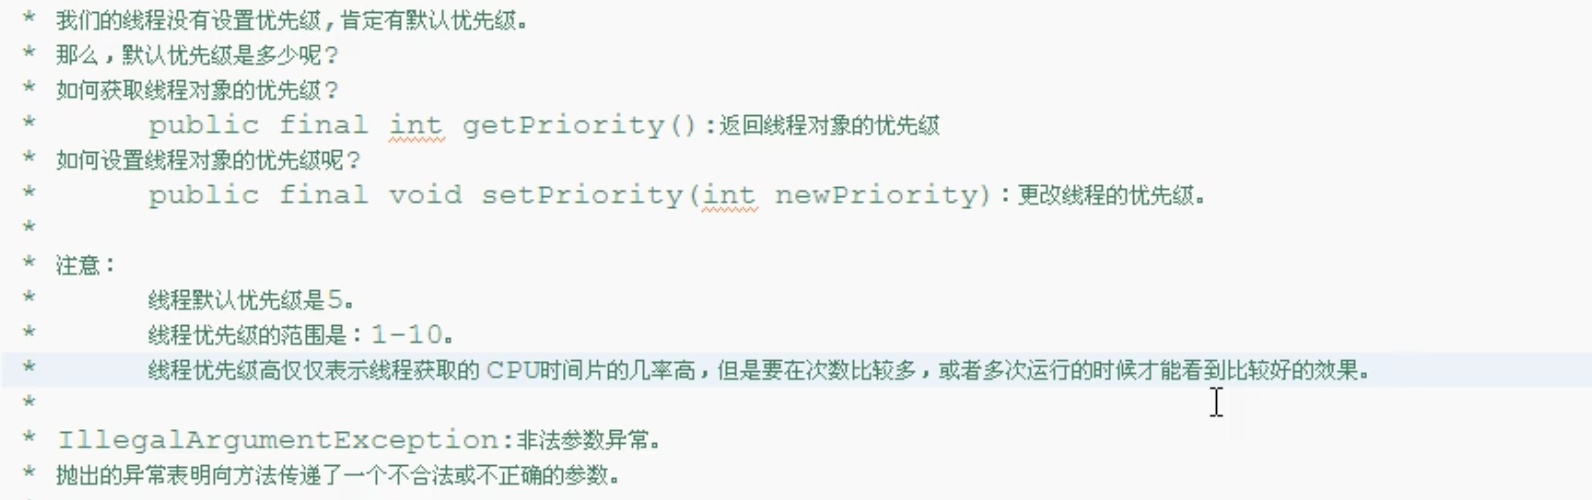 * 我们的线程没有设置优先级,肯定有默认优先级。
* 那么,默认优先级是多少呢?
* 如何获取线程对象的优先级?
* public final int getPriority():返回线程对象的优先级
* 如何设置线程对象的优先级呢?
* public final void setPriority(int newPriority):更改线程的优先级。
*
* 注意:
* 线程默认优先级是5。
* 线程优先级的范围是:1-10。
* 线程优先级高仅仅表示线程获取的 CPU时间片的几率高,但是要在次数比较多,或者多次运行的时候才能看到比较好的效果。
*
* IllegalArgumentException:非法参数异常。
* 抛出的异常表明向方法传递了一个不合法或不正确的参数。
*